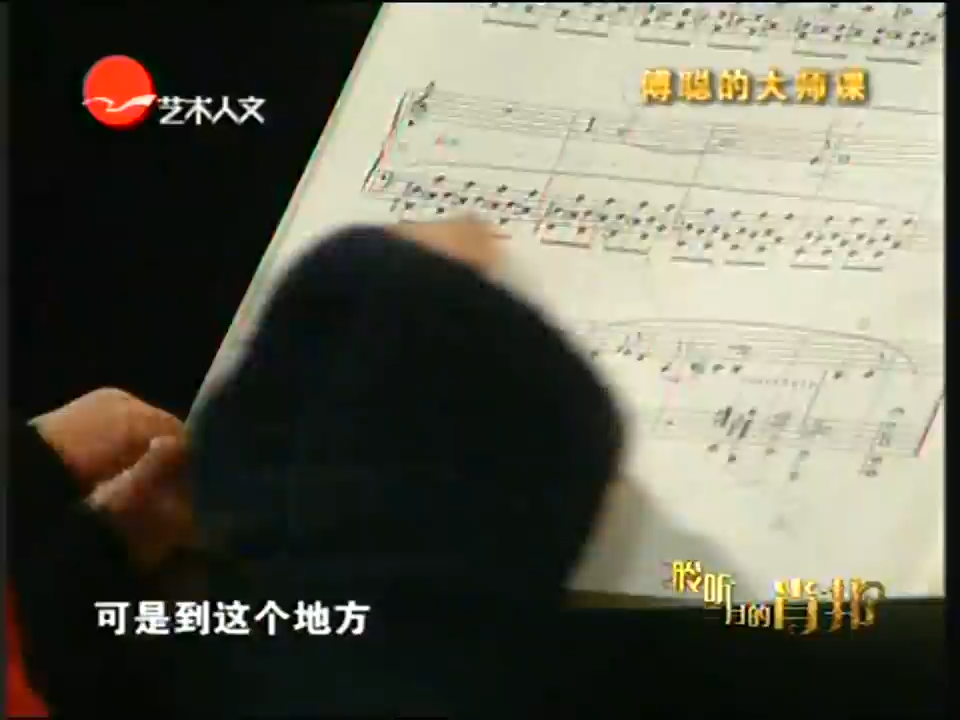 艺术人文
傅聪的大师课
聆听
的肖邦
可是到这个地方